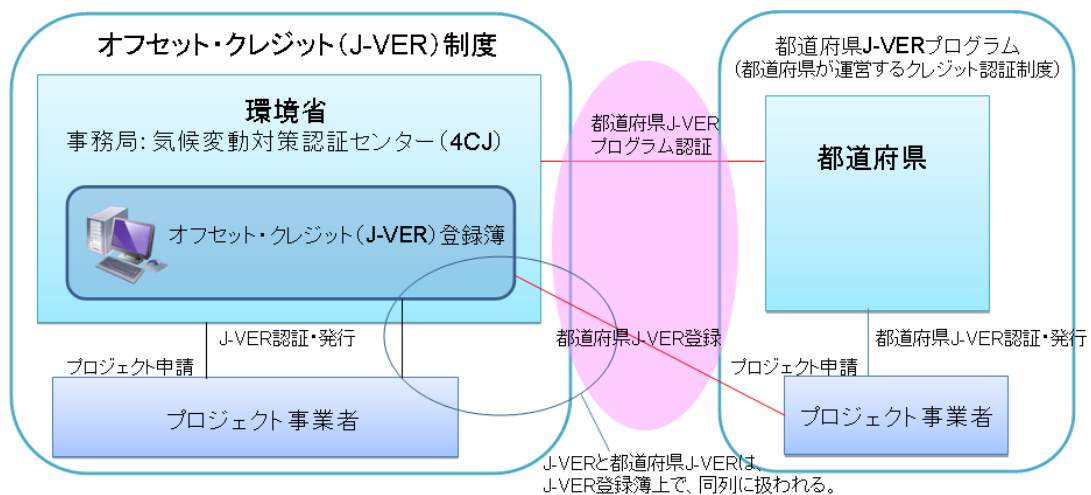 オフセット・クレジット(J-VER)制度
環境省
事務局:気候変動対策認証センター(4CJ)
オフセット・クレジット(J-VER)登録簿
J-VER認証・発行
プロジェクト申請
プロジェクト事業者
都道府県J-VER
プログラム認証
都道府県J-VER登録
都道府県J-VERプログラム
(都道府県が運営するクレジット認証制度)
都道府県
都道府県J-VER認証・発行
プロジェクト申請
プロジェクト事業者
J-VERと都道府県J-VERは、
J-VER登録簿上で、同列に扱われる。